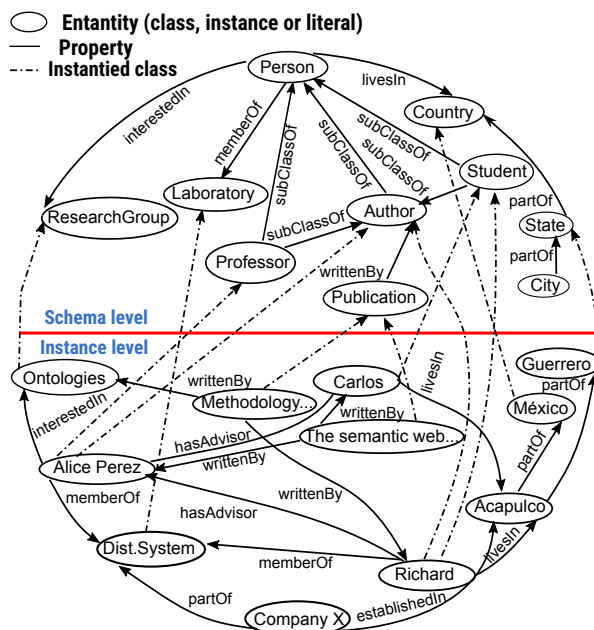 Entantity (class, instance or literal)
Property
Instantied class
Person
livesIn
Country
interestedIn
memberOf
subClassOf
subClassOf
subClassOf
subClassOf
Student
Laboratory
ResearchGroup
Author
partOf
State
subClassOf
Professor
partOf
City
writtenBy
Publication
Schema level
Instance level
Guerrero
Ontologies
writtenBy
Carlos
livesIn
partOf
México
Methodology...
interestedIn
writtenBy
hasAdvisor
The semantic web...
partOf
Alice Perez
writtenBy
memberOf
writtenBy
Acapulco
hasAdvisor
Dist.System
memberOf
livesIn
Richard
partOf
Company X
establishedIn